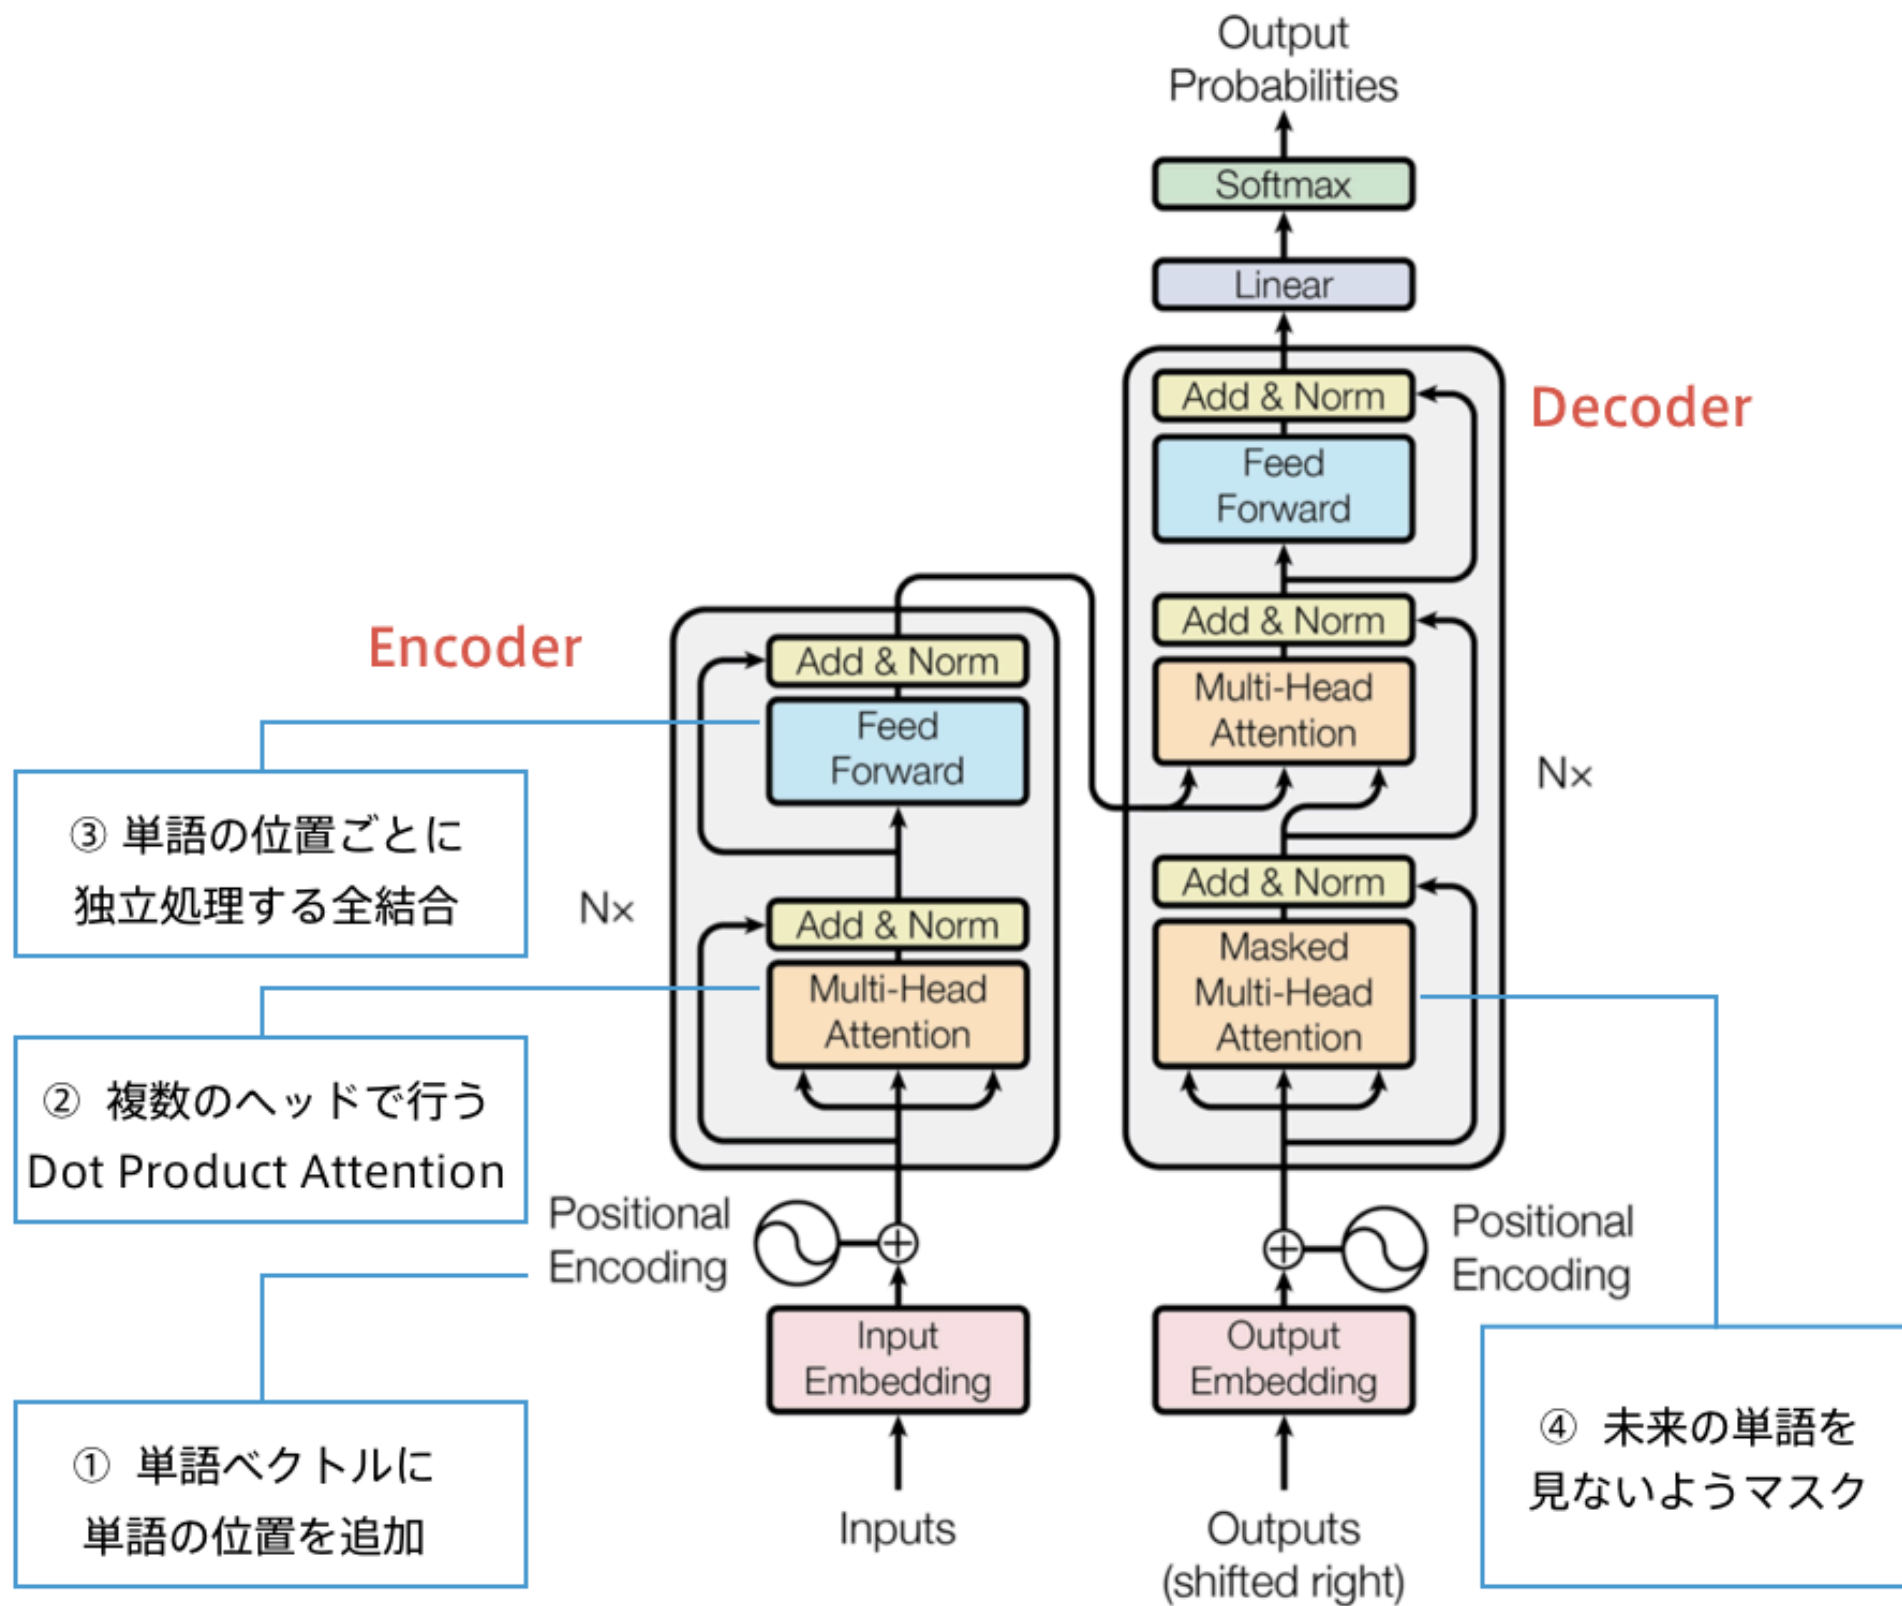 Output
Probabilities
Softmax
Linear
Add & Norm
Feed
Forward
Add & Norm
Multi-Head
Attention
Add & Norm
Masked
Multi-Head
Attention
Decoder
N×
Encoder
Add & Norm
Feed
Forward
Add & Norm
Multi-Head
Attention
N×
③ 単語の位置ごとに
独立処理する全結合
② 複数のヘッドで行う
Dot Product Attention
Positional
Encoding
Positional
Encoding
Input
Embedding
Output
Embedding
① 単語ベクトルに
単語の位置を追加
④ 未来の単語を
見ないようマスク
Inputs
Outputs
(shifted right)